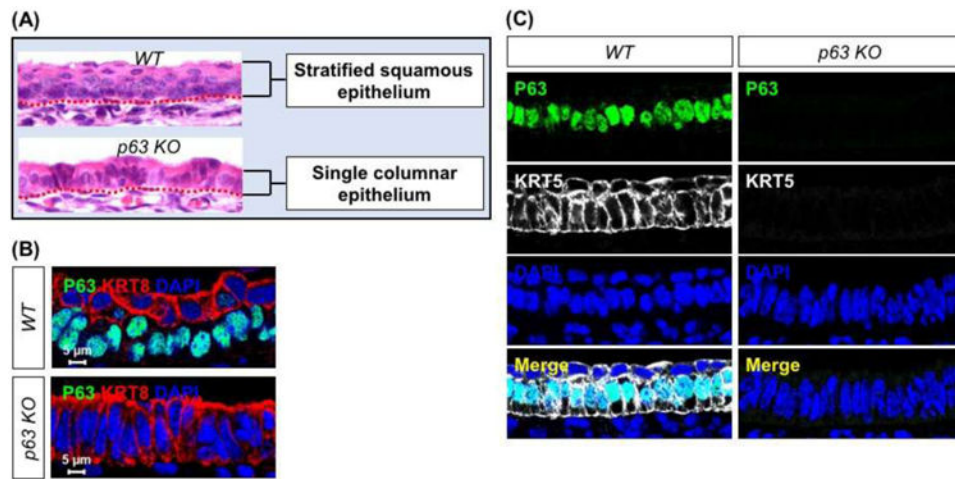 (A)
WT
Stratified squamous
epithelium
p63 KO
Single columnar
epithelium
(B)
WT
P63 KRT8 DAPI
5 µm
p63 KO
P63 KRT8 DAPI
5 µm
(C)
WT
p63 KO
P63
P63
KRT5
KRT5
DAPI
DAPI
Merge
Merge